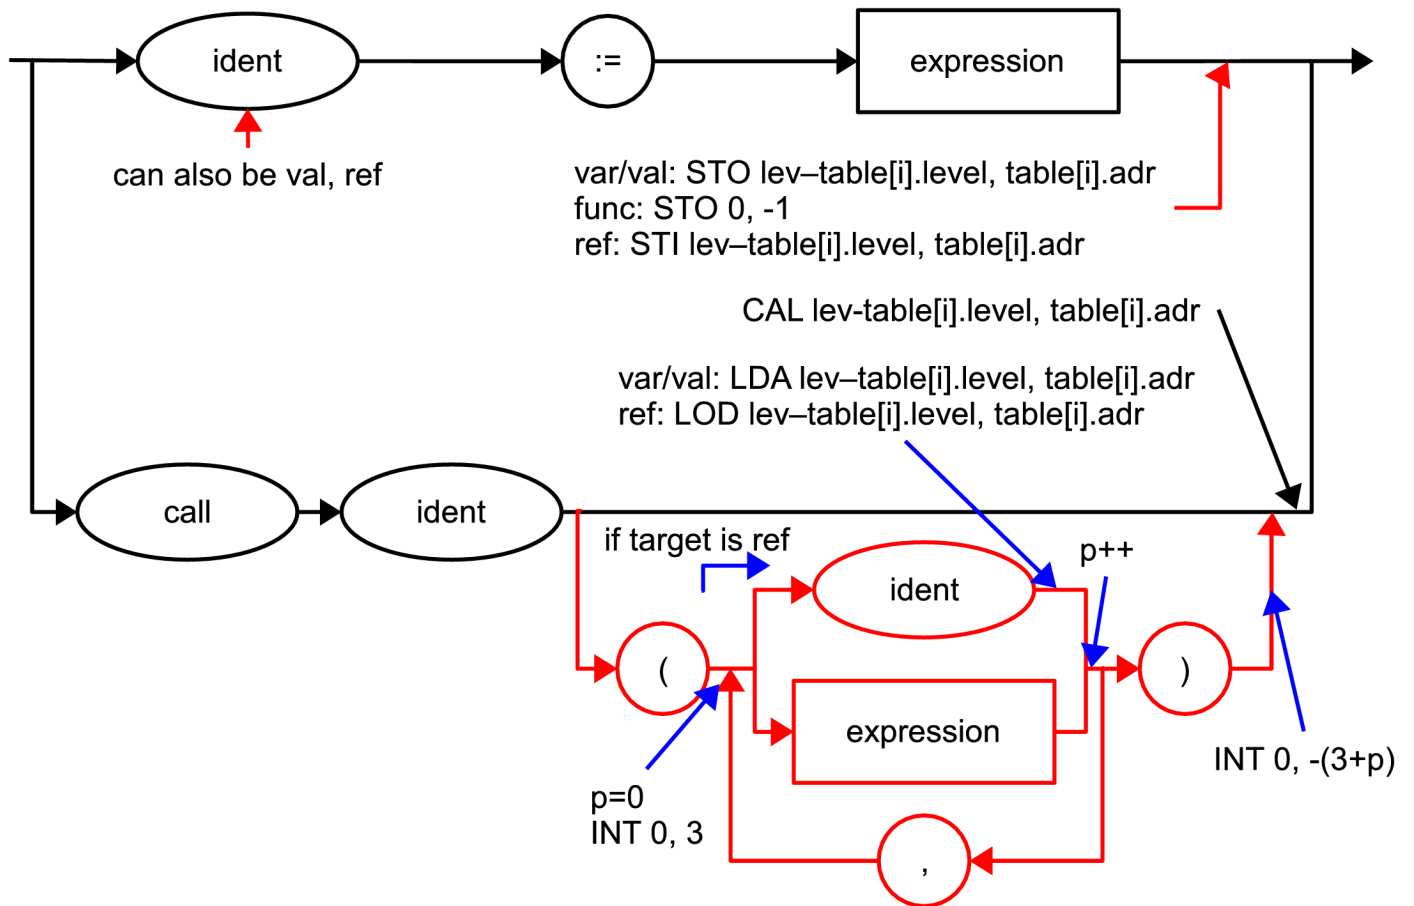 ident
:=
expression
can also be val, ref
var/val: STO lev–table[i].level, table[i].adr
func: STO 0, -1
ref: STI lev–table[i].level, table[i].adr
CAL lev-table[i].level, table[i].adr
var/val: LDA lev–table[i].level, table[i].adr
ref: LOD lev–table[i].level, table[i].adr
call
ident
if target is ref
ident
p++
(
)
expression
INT 0, -(3+p)
p=0
INT 0, 3
,